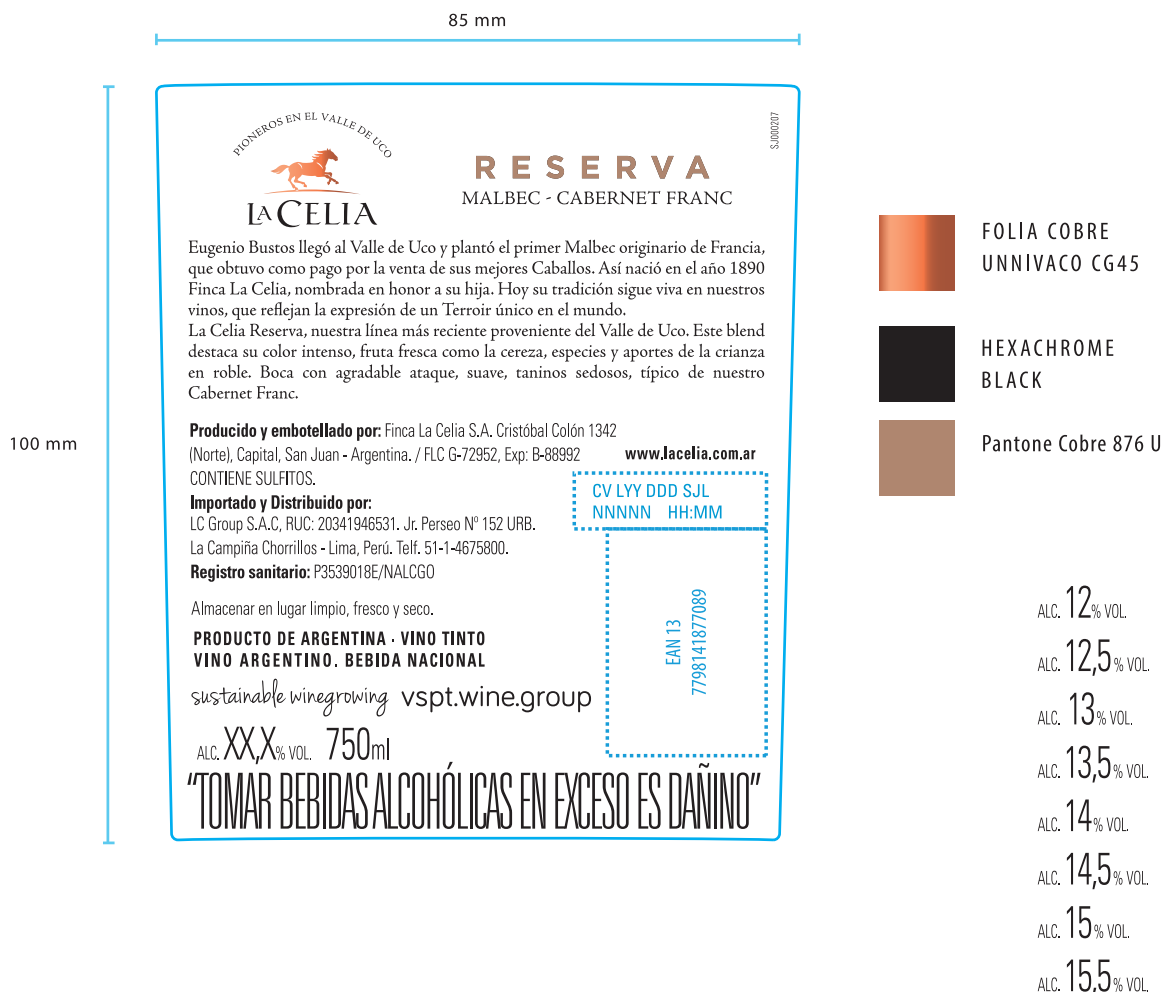 85 mm
100 mm
SJ000207
PIONEROS EN EL VALLE DE UCO
LA CELIA
RESERVA
MALBEC - CABERNET FRANC
Eugenio Bustos llegó al Valle de Uco y plantó el primer Malbec originario de Francia,
que obtuvo como pago por la venta de sus mejores Caballos. Así nació en el año 1890
Finca La Celia, nombrada en honor a su hija. Hoy su tradición sigue viva en nuestros
vinos, que reflejan la expresión de un Terroir único en el mundo.
La Celia Reserva, nuestra línea más reciente proveniente del Valle de Uco. Este blend
destaca su color intenso, fruta fresca como la cereza, especies y aportes de la crianza
en roble. Boca con agradable ataque, suave, taninos sedosos, típico de nuestro
Cabernet Franc.
Producido y embotellado por: Finca La Celia S.A. Cristóbal Colón 1342
(Norte), Capital, San Juan - Argentina. / FLC G-72952, Exp: B-88992
www.lacelia.com.ar
CONTIENE SULFITOS.
Importado y Distribuido por:
LC Group S.A.C, RUC: 20341946531. Jr. Perseo Nº 152 URB.
La Campiña Chorrillos - Lima, Perú. Telf. 51-1-4675800.
Registro sanitario: P3539018E/NALCGO
CV LYY DDD SJL
NNNNN HH:MM
EAN 13
7798141877089
Almacenar en lugar limpio, fresco y seco.
PRODUCTO DE ARGENTINA · VINO TINTO
VINO ARGENTINO. BEBIDA NACIONAL
sustainable winegrowing vspt.wine.group
ALC. XX,X% VOL. 750ml
“TOMAR BEBIDAS ALCOHÓLICAS EN EXCESO ES DAÑINO”
FOLIA COBRE
UNNIVACO CG45
HEXACHROME
BLACK
Pantone Cobre 876 U
ALC. 12% VOL.
ALC. 12,5% VOL.
ALC. 13% VOL.
ALC. 13,5% VOL.
ALC. 14% VOL.
ALC. 14,5% VOL.
ALC. 15% VOL.
ALC. 15,5% VOL.